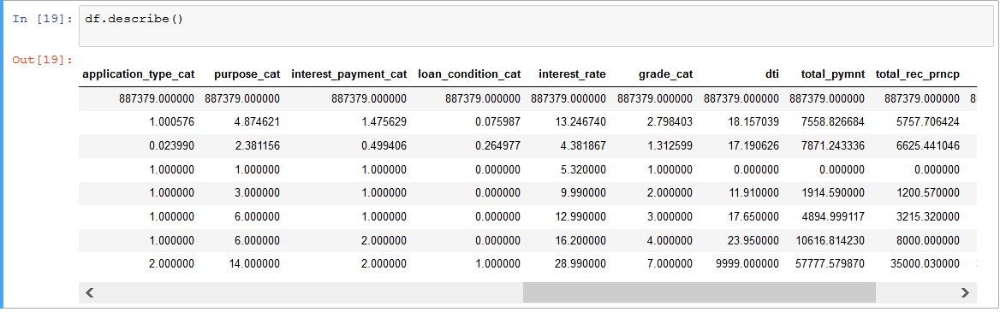 In [19]: df.describe()
Out[19]:
application_type_cat purpose_cat interest_payment_cat loan_condition_cat interest_rate grade_cat dti total_pymnt total_rec_prncp
887379.000000 887379.000000 887379.000000 887379.000000 887379.000000 887379.000000 887379.000000 887379.000000 887379.000000 8
1.000576 4.874621 1.475629 0.075987 13.246740 2.798403 18.157039 7558.826684 5757.706424
0.023990 2.381156 0.499406 0.264977 4.381867 1.312599 17.190626 7871.243336 6625.441046
1.000000 1.000000 1.000000 0.000000 5.320000 1.000000 0.000000 0.000000 0.000000
1.000000 3.000000 1.000000 0.000000 9.990000 2.000000 11.910000 1914.590000 1200.570000
1.000000 6.000000 1.000000 0.000000 12.990000 3.000000 17.650000 4894.999117 3215.320000
1.000000 6.000000 2.000000 0.000000 16.200000 4.000000 23.950000 10616.814230 8000.000000
2.000000 14.000000 2.000000 1.000000 28.990000 7.000000 9999.000000 57777.579870 35000.030000